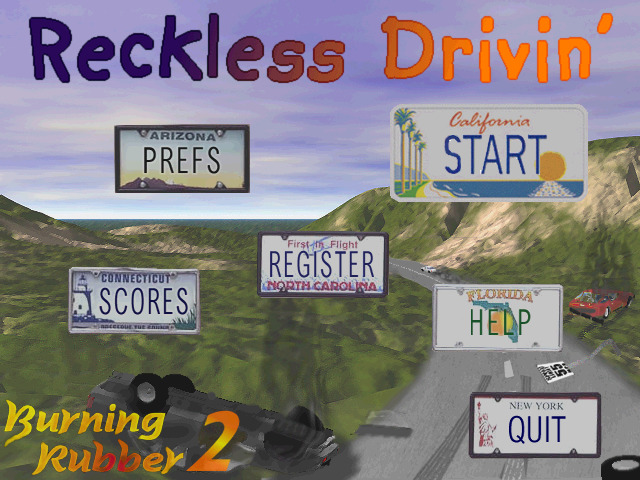 Reckless Drivin'
ARIZONA
PREFS
California
START
First in Flight
REGISTER
NORTH CAROLINA
CONNECTICUT
SCORES
FLORIDA
HELP
55
NEW YORK
QUIT
Burning
Rubber 2